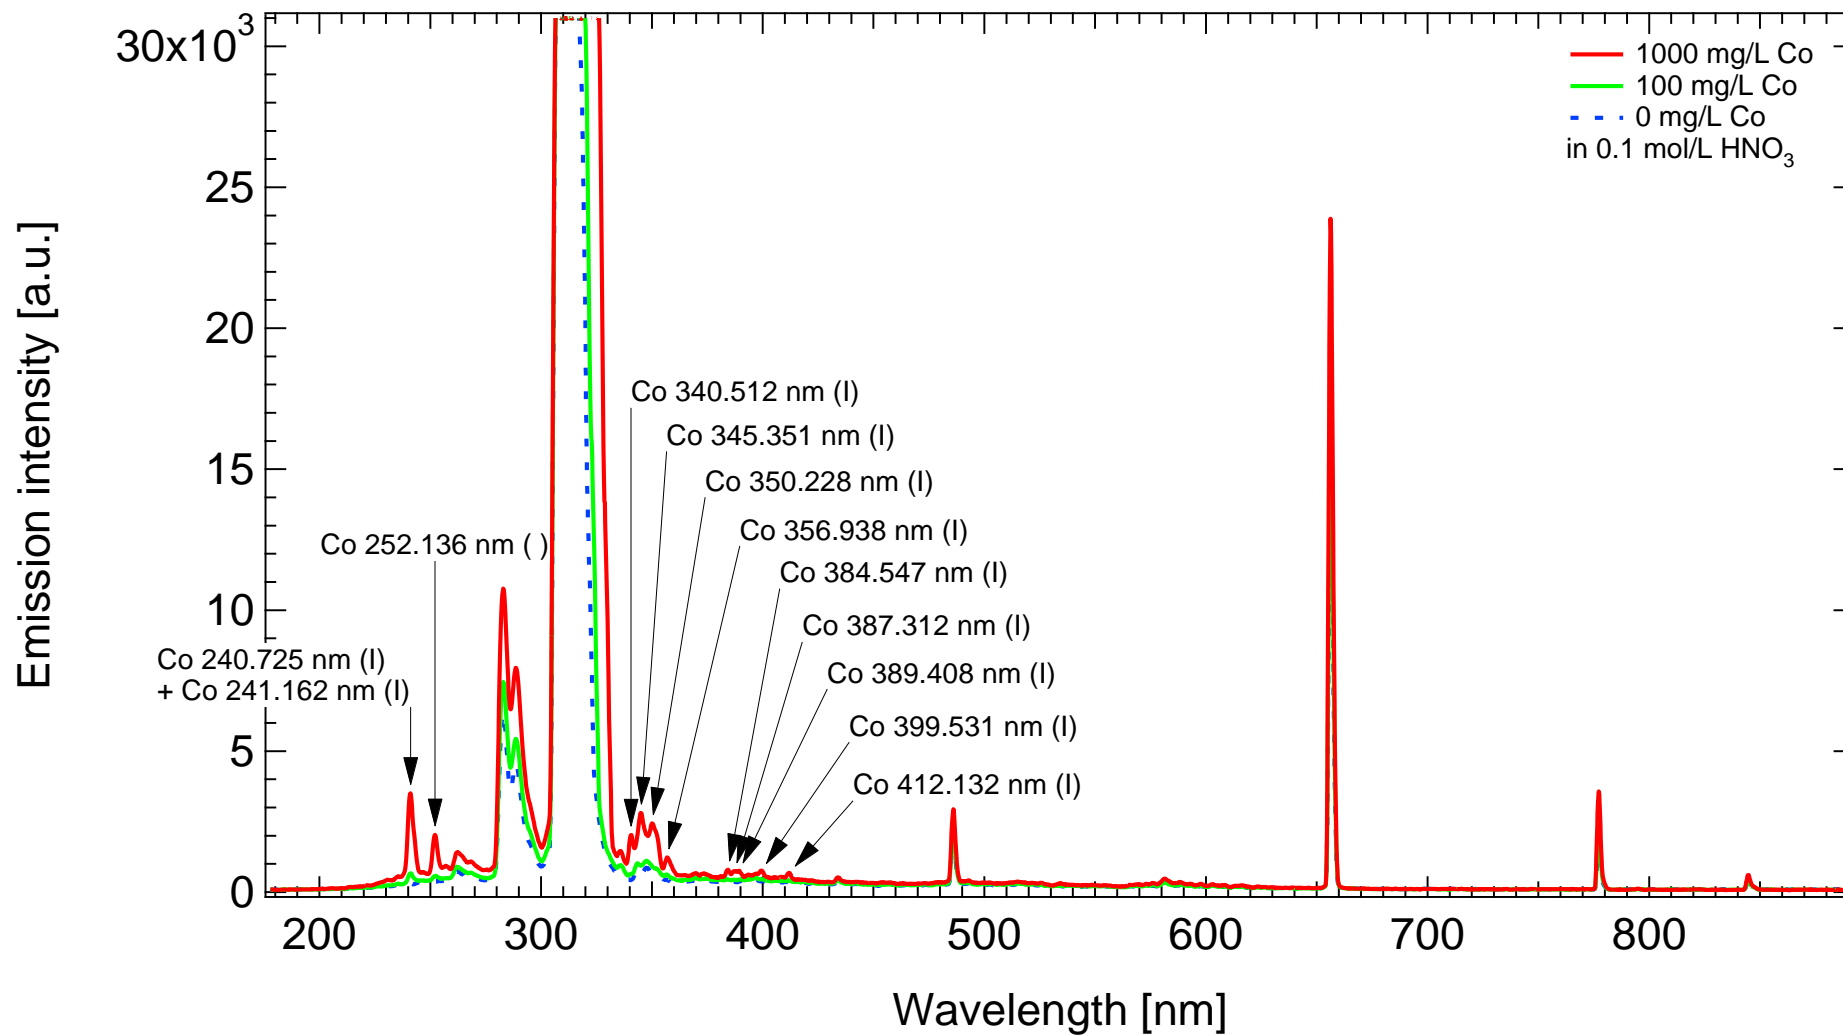 30x10³
25
20
15
10
5
0
Emission intensity [a.u.]
1000 mg/L Co
100 mg/L Co
0 mg/L Co
in 0.1 mol/L HNO₃
Co 340.512 nm (I)
Co 345.351 nm (I)
Co 350.228 nm (I)
Co 356.938 nm (I)
Co 252.136 nm ( )
Co 384.547 nm (I)
Co 387.312 nm (I)
Co 240.725 nm (I)
+ Co 241.162 nm (I)
Co 389.408 nm (I)
Co 399.531 nm (I)
Co 412.132 nm (I)
200 300 400 500 600 700 800
Wavelength [nm]